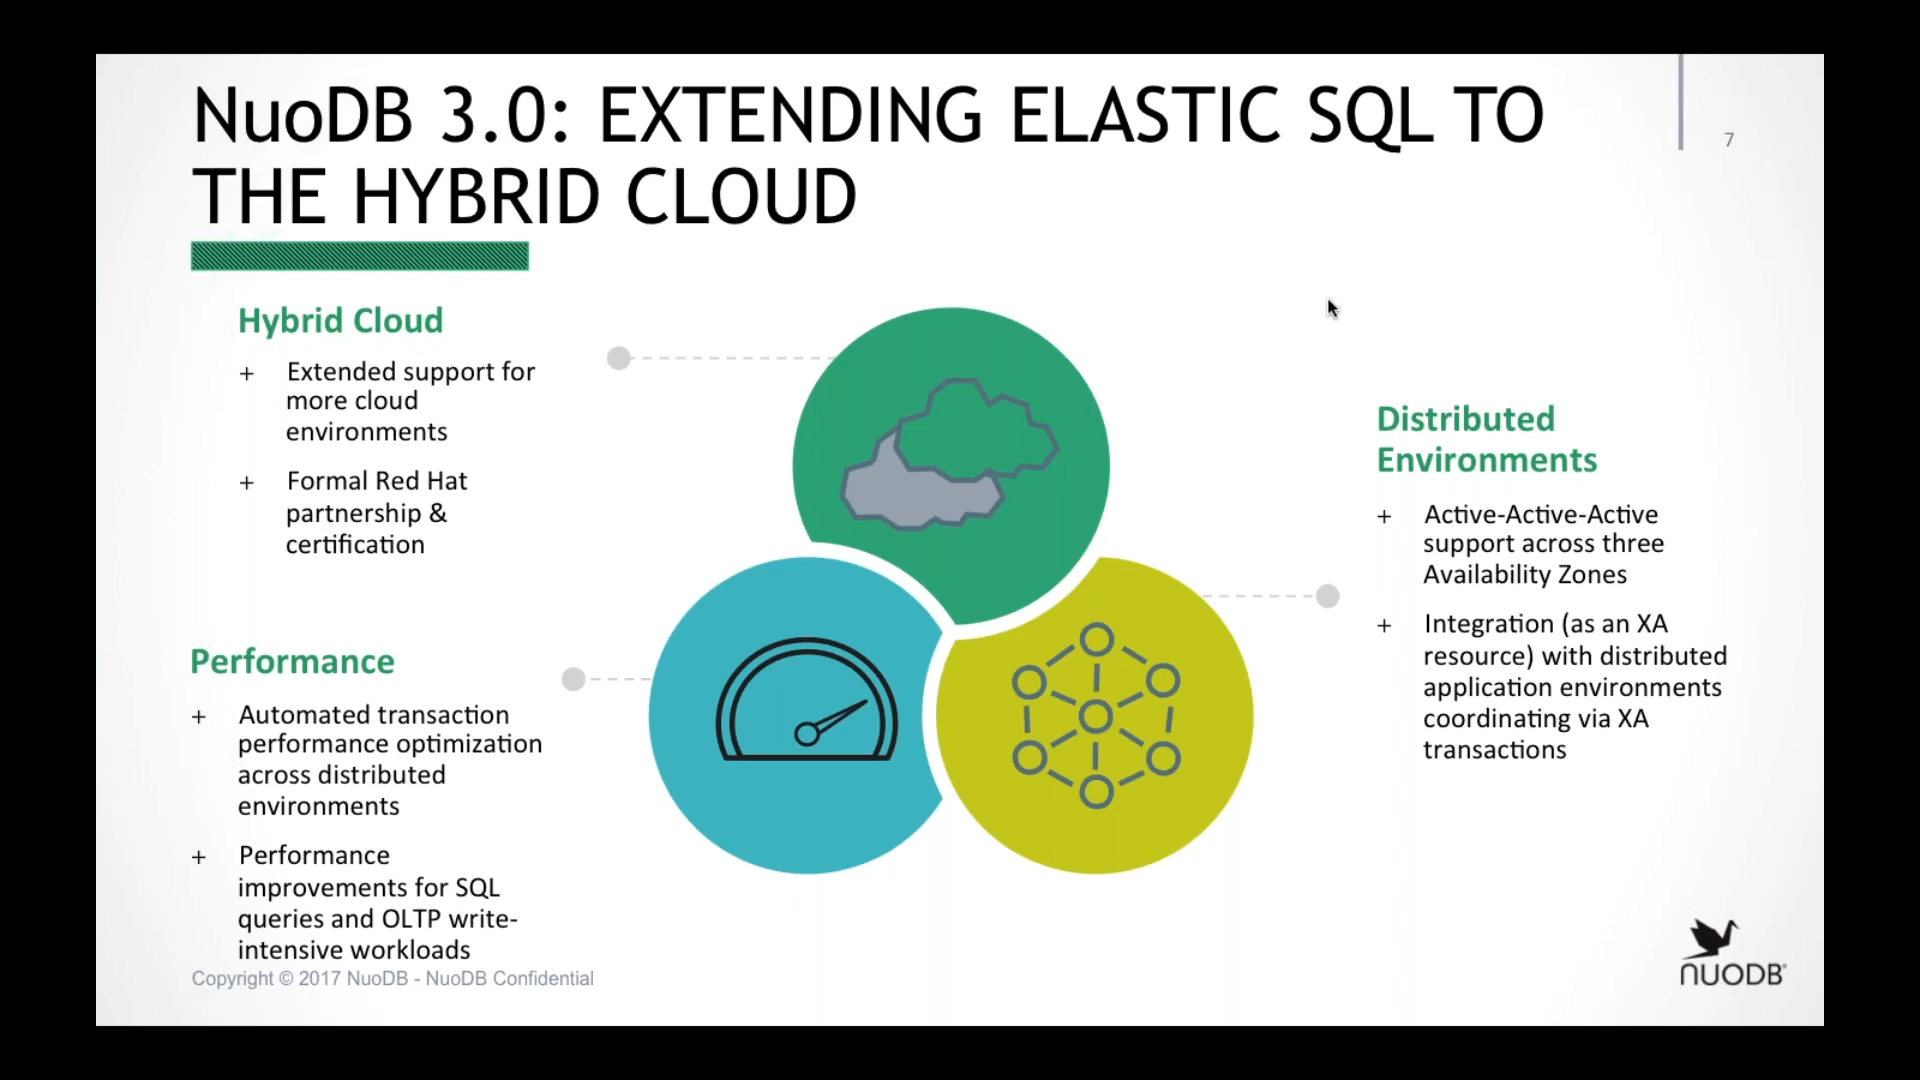 NuoDB 3.0: EXTENDING ELASTIC SQL TO
THE HYBRID CLOUD
7
Hybrid Cloud
+ Extended support for
more cloud
environments
+ Formal Red Hat
partnership &
certification
Performance
+ Automated transaction
performance optimization
across distributed
environments
+ Performance
improvements for SQL
queries and OLTP write-
intensive workloads
Distributed
Environments
+ Active-Active-Active
support across three
Availability Zones
+ Integration (as an XA
resource) with distributed
application environments
coordinating via XA
transactions
Copyright © 2017 NuoDB - NuoDB Confidential
NUODB